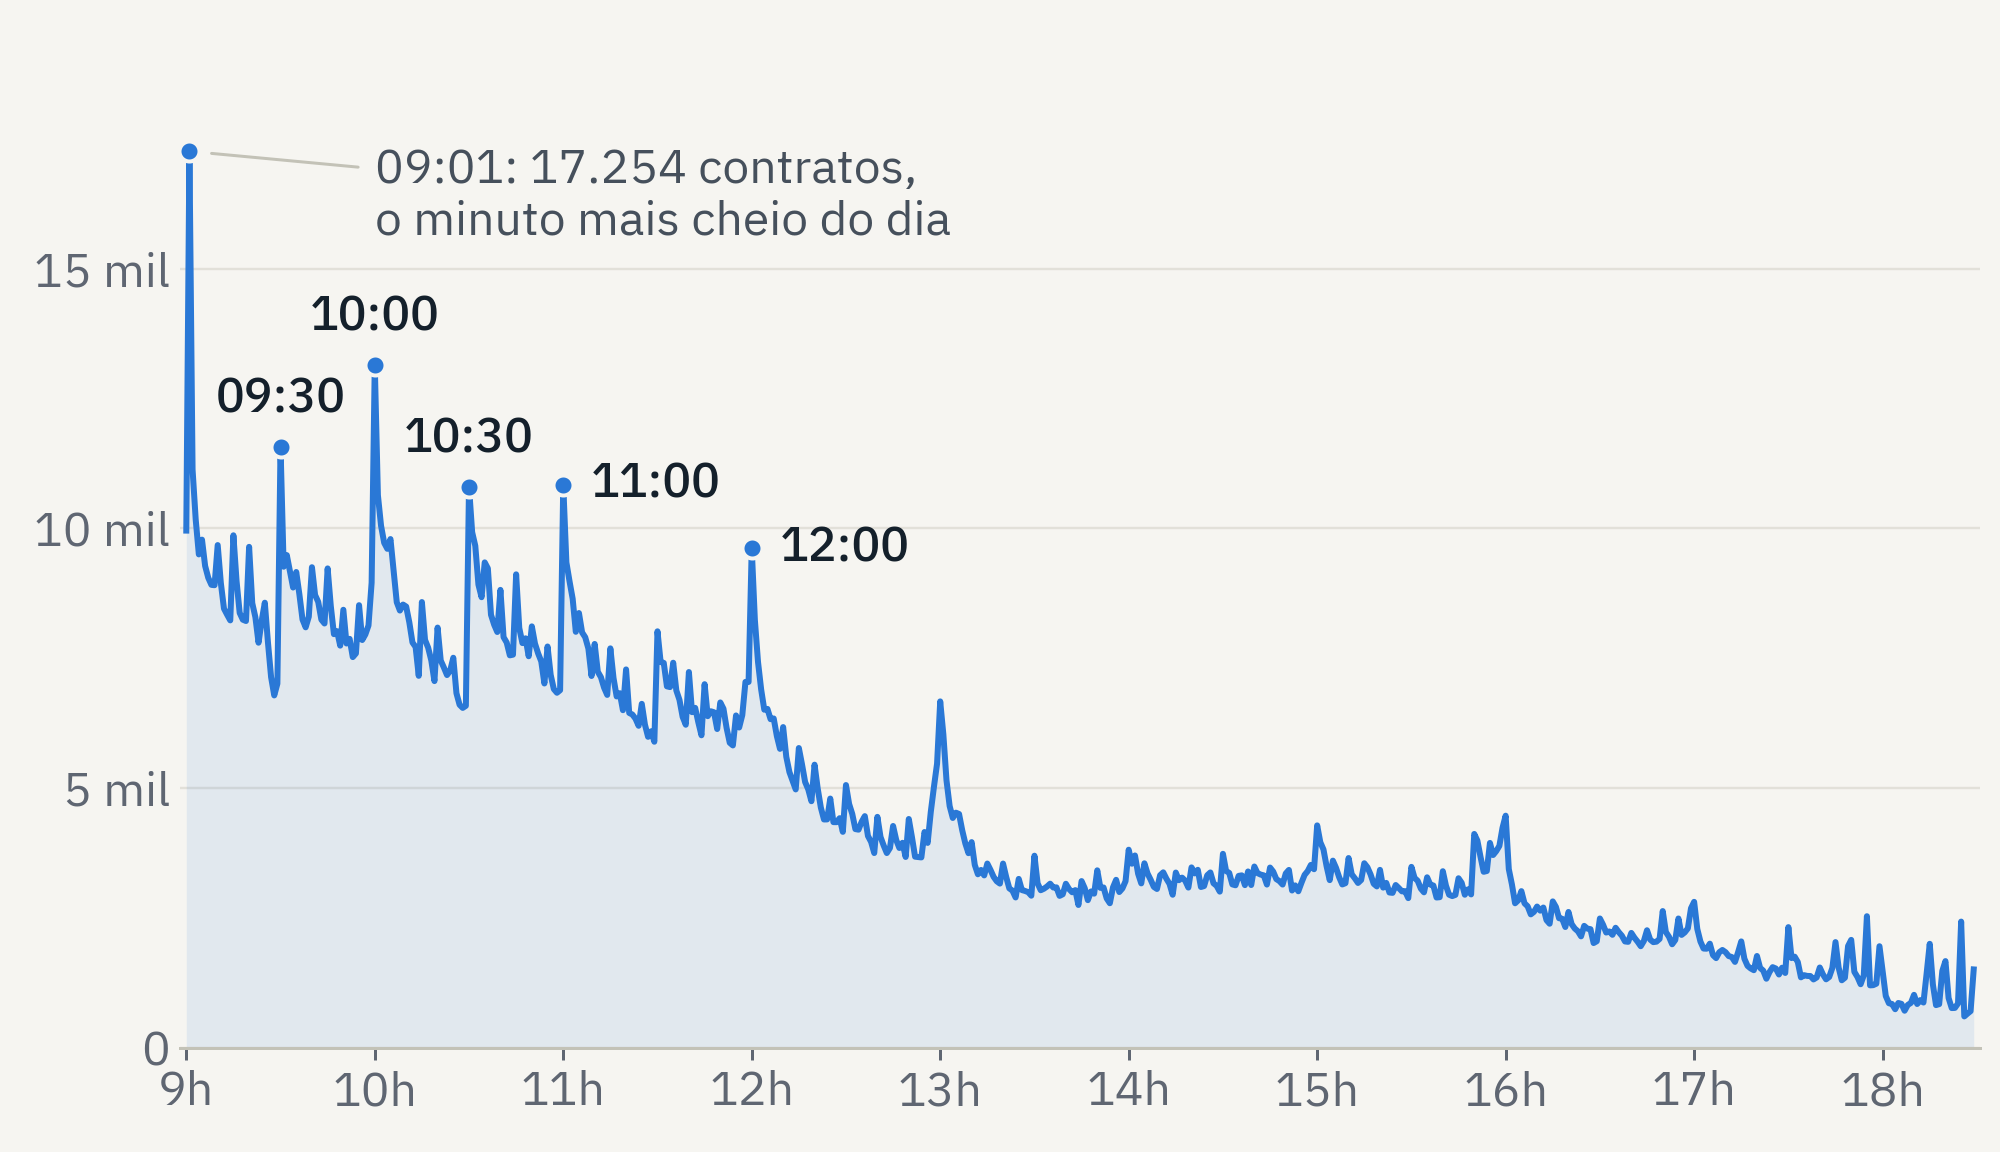 09:01: 17.254 contratos,
o minuto mais cheio do dia
15 mil
10:00
09:30
10:30
11:00
10 mil
12:00
5 mil
0
9h
10h
11h
12h
13h
14h
15h
16h
17h
18h